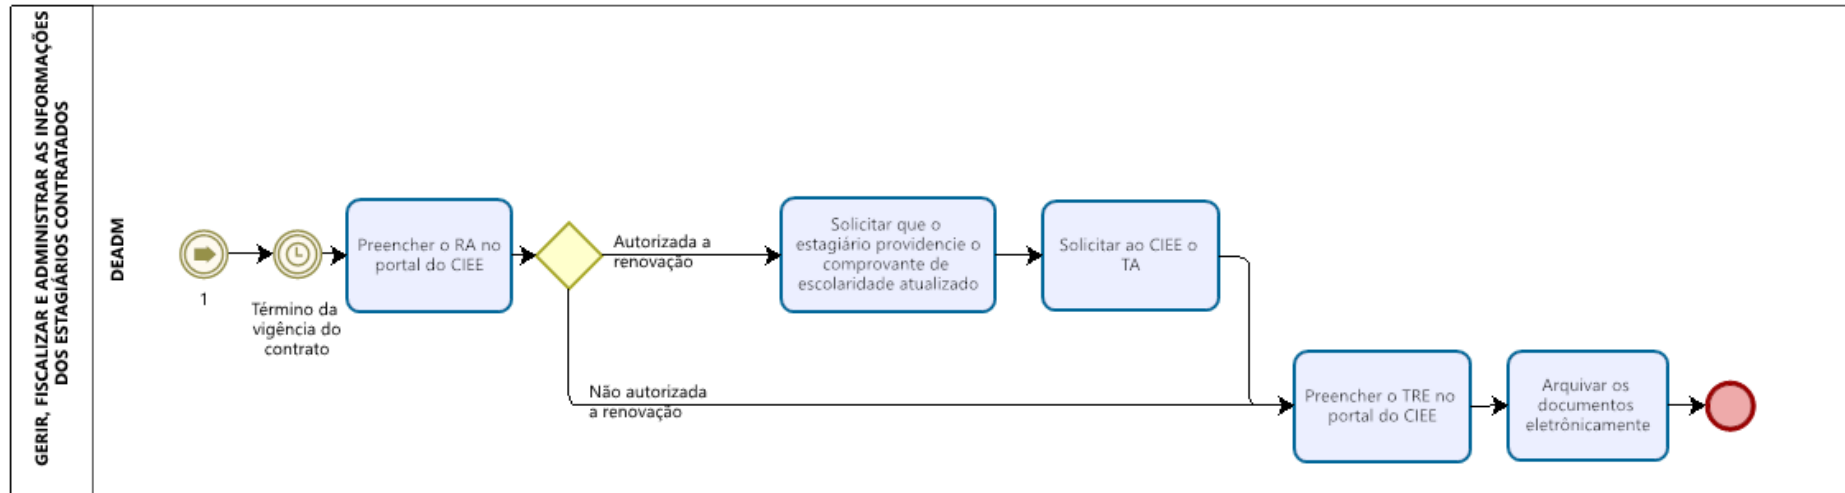 GERIR, FISCALIZAR E ADMINISTRAR AS INFORMAÇÕES
DOS ESTAGIÁRIOS CONTRATADOS
DEADM
1
Término da
vigência do
contrato
Preencher o RA no
portal do CIEE
Autorizada a
renovação
Não autorizada
a renovação
Solicitar que o
estagiário providencie o
comprovante de
escolaridade atualizado
Solicitar ao CIEE o
TA
Preencher o TRE no
portal do CIEE
Arquivar os
documentos
eletrônicamente